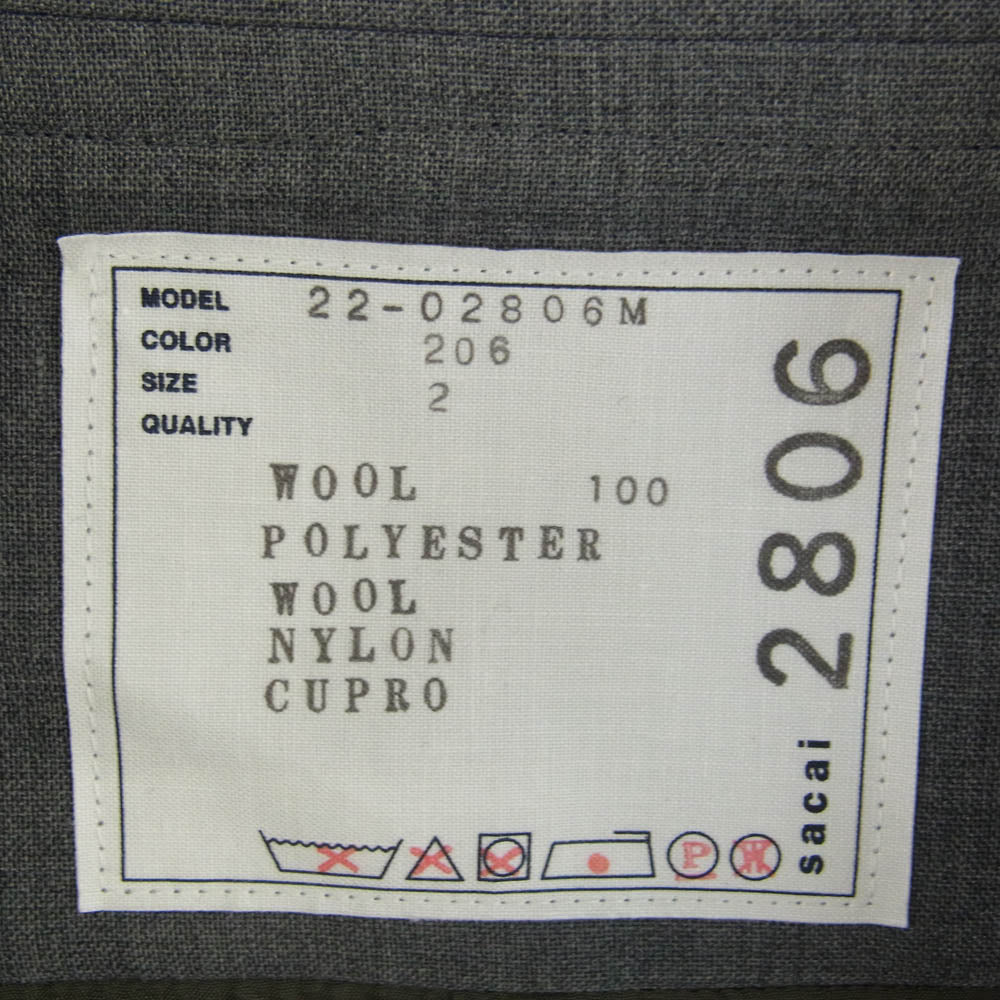 MODEL 22-02806M
COLOR 206
SIZE 2
QUALITY
WOOL 100
POLYESTER
WOOL
NYLON
CUPRO
P W
sacai 2806